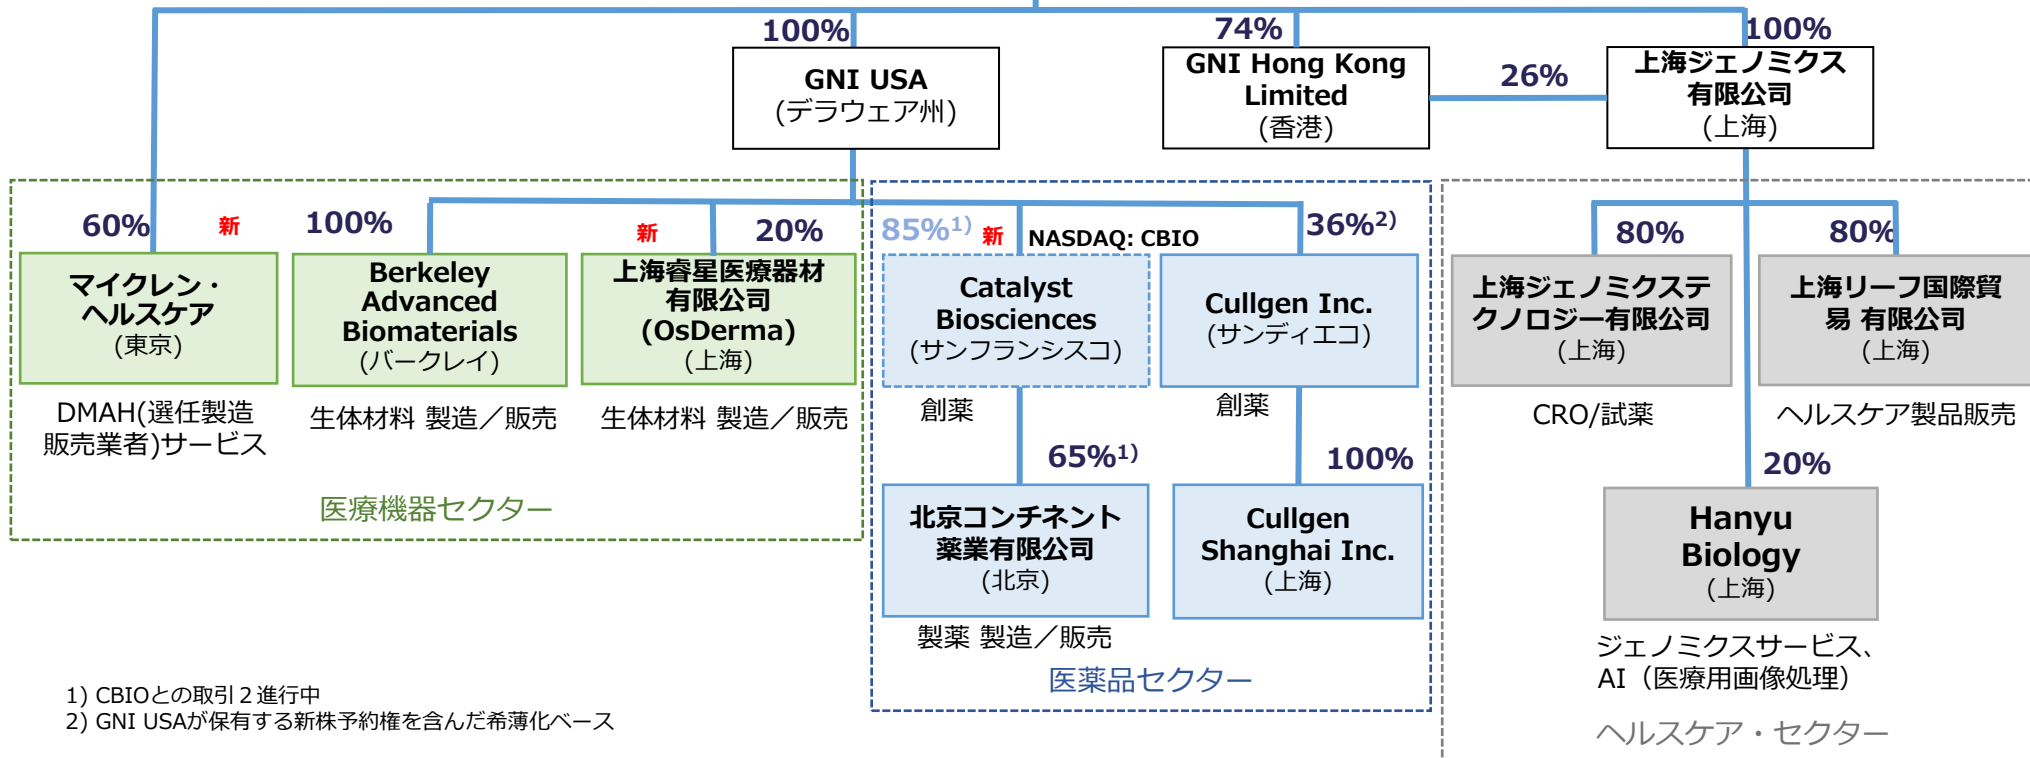 100%
74%
100%
GNI USA
(デラウェア州)
GNI Hong Kong
Limited
(香港)
26%
上海ジェノミクス
有限公司
(上海)
60%
新
100%
新
20%
85%1)
新
NASDAQ: CBIO
36%2)
80%
80%
マイクレン・
ヘルスケア
(東京)
Berkeley
Advanced
Biomaterials
(バークレイ)
上海睿星医療器材
有限公司
(OsDerma)
(上海)
Catalyst
Biosciences
(サンフランシスコ)
Cullgen Inc.
(サンディエコ)
上海ジェノミクステ
クノロジー有限公司
(上海)
上海リーフ国際貿
易 有限公司
(上海)
DMAH(選任製造
販売業者)サービス
生体材料 製造／販売
生体材料 製造／販売
創薬
創薬
CRO/試薬
ヘルスケア製品販売
65%1)
100%
20%
医療機器セクター
北京コンチネント
薬業有限公司
(北京)
Cullgen
Shanghai Inc.
(上海)
Hanyu
Biology
(上海)
製薬 製造／販売
ジェノミクスサービス、
AI（医療用画像処理）
医薬品セクター
1) CBIOとの取引２進行中
2) GNI USAが保有する新株予約権を含んだ希薄化ベース
ヘルスケア・セクター